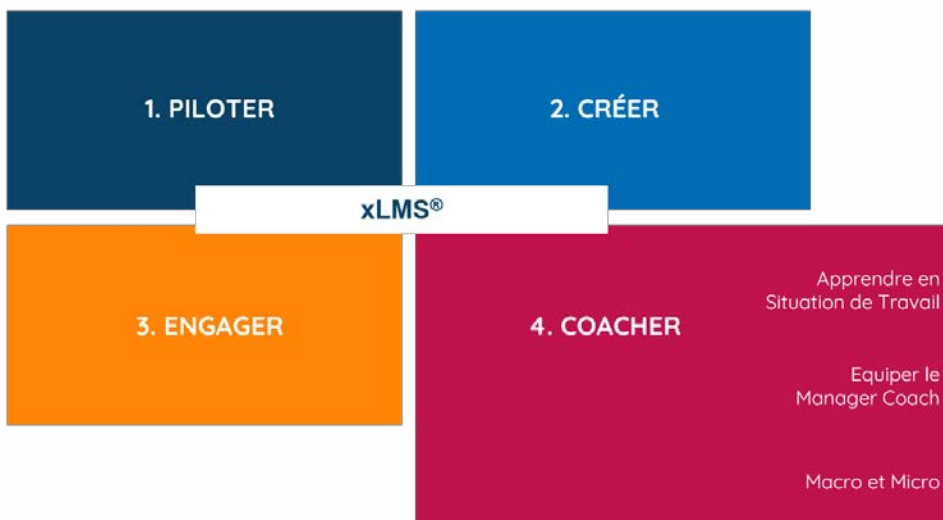 1. PILOTER
2. CRÉER
xLMS®
3. ENGAGER
4. COACHER
Apprendre en
Situation de Travail
Equiper le
Manager Coach
Macro et Micro